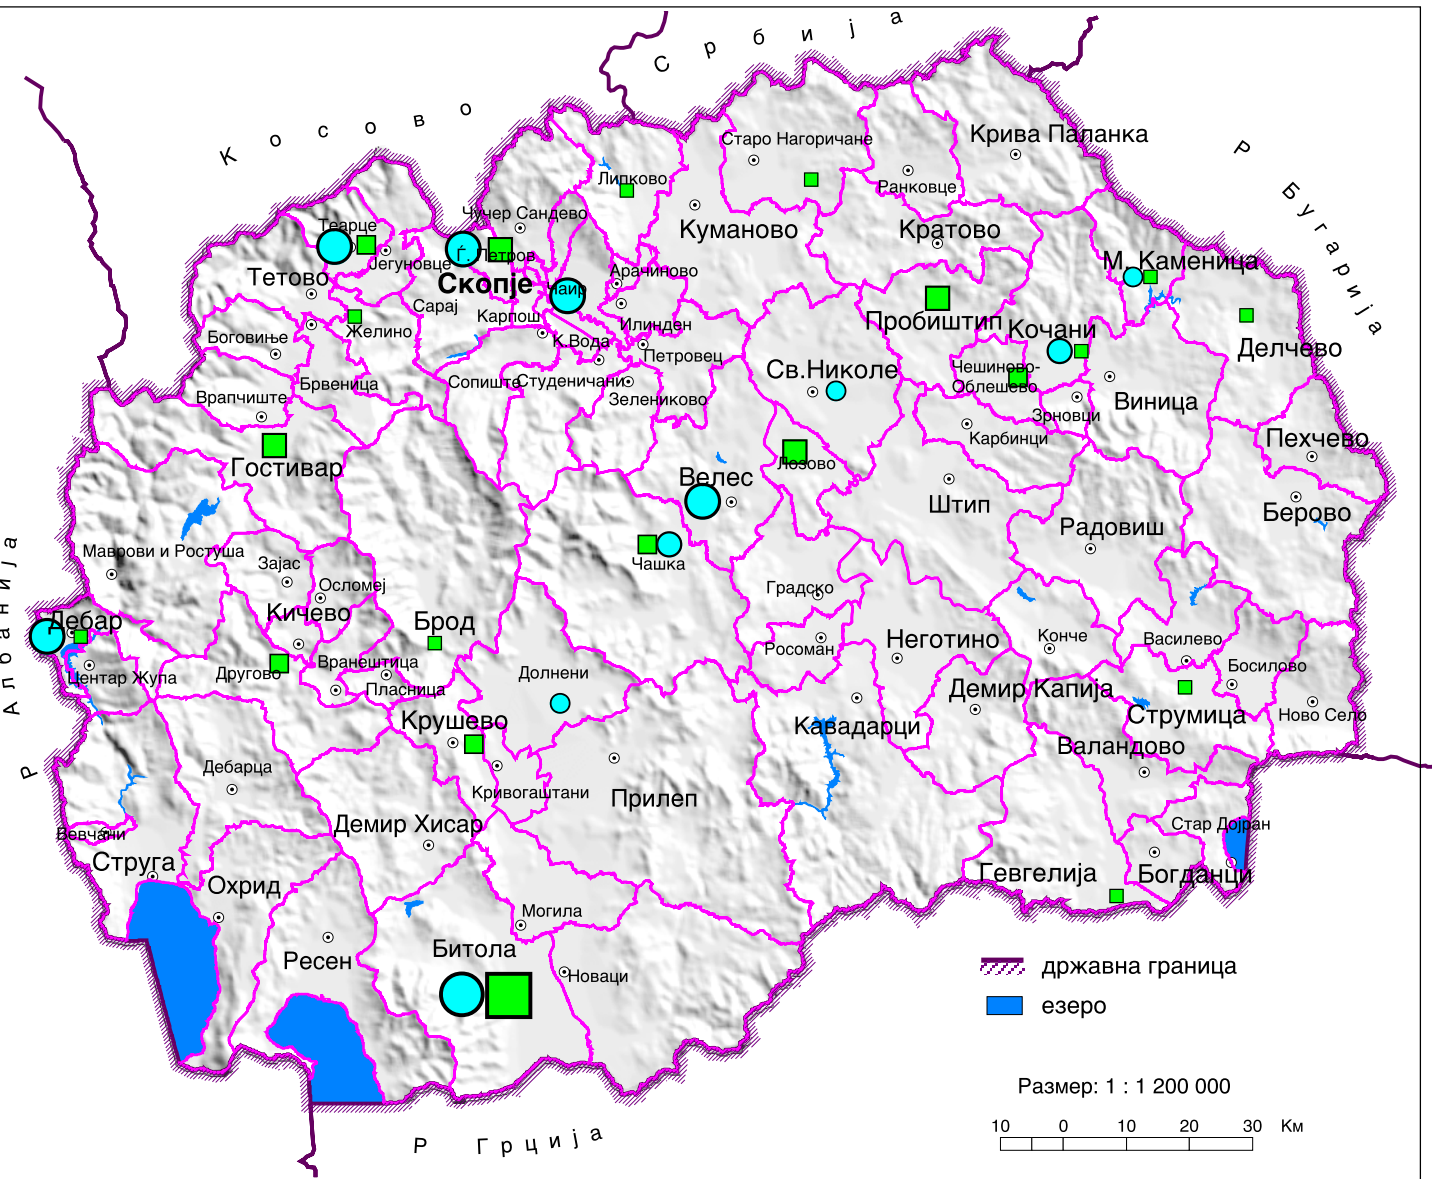 Србија
Косово
Р Бугарија
Крива Паланка
Старо Нагоричане
Липково
Ранковце
Чучер Сандево
Теарце
Куманово
Кратово
Ѓ. Петров
Јегуновце
М. Каменица
Арачиново
Тетово
Скопје
Чаир
Сарај
Карпош
Илинден
Пробиштип
Кочани
Желино
Боговиње
К.Вода
Петровец
Делчево
Св.Николе
Чешиново-
Облешево
Брвеница
Сопиште
Студеничани
Зелениково
Врапчиште
Виница
Зрновци
Карбинци
Пехчево
Гостивар
Лозово
Велес
Штип
Берово
Радовиш
Маврови и Ростуша
Зајас
Чашка
Осломеј
Градско
Кичево
Дебар
Брод
Неготино
Конче
Василево
Росоман
Вранештица
Другово
Долнени
Босилово
Центар Жупа
Пласница
Демир Капија
Струмица
Ново Село
Крушево
Кавадарци
Валандово
Р Албанија
Дебарца
Кривогаштани
Прилеп
Демир Хисар
Стар Дојран
Вевчани
Струга
Охрид
Гевгелија
Богданци
Могила
Битола
Ресен
Новаци
државна граница
езеро
Размер: 1 : 1 200 000
10 0 10 20 30 Км
Р Грција